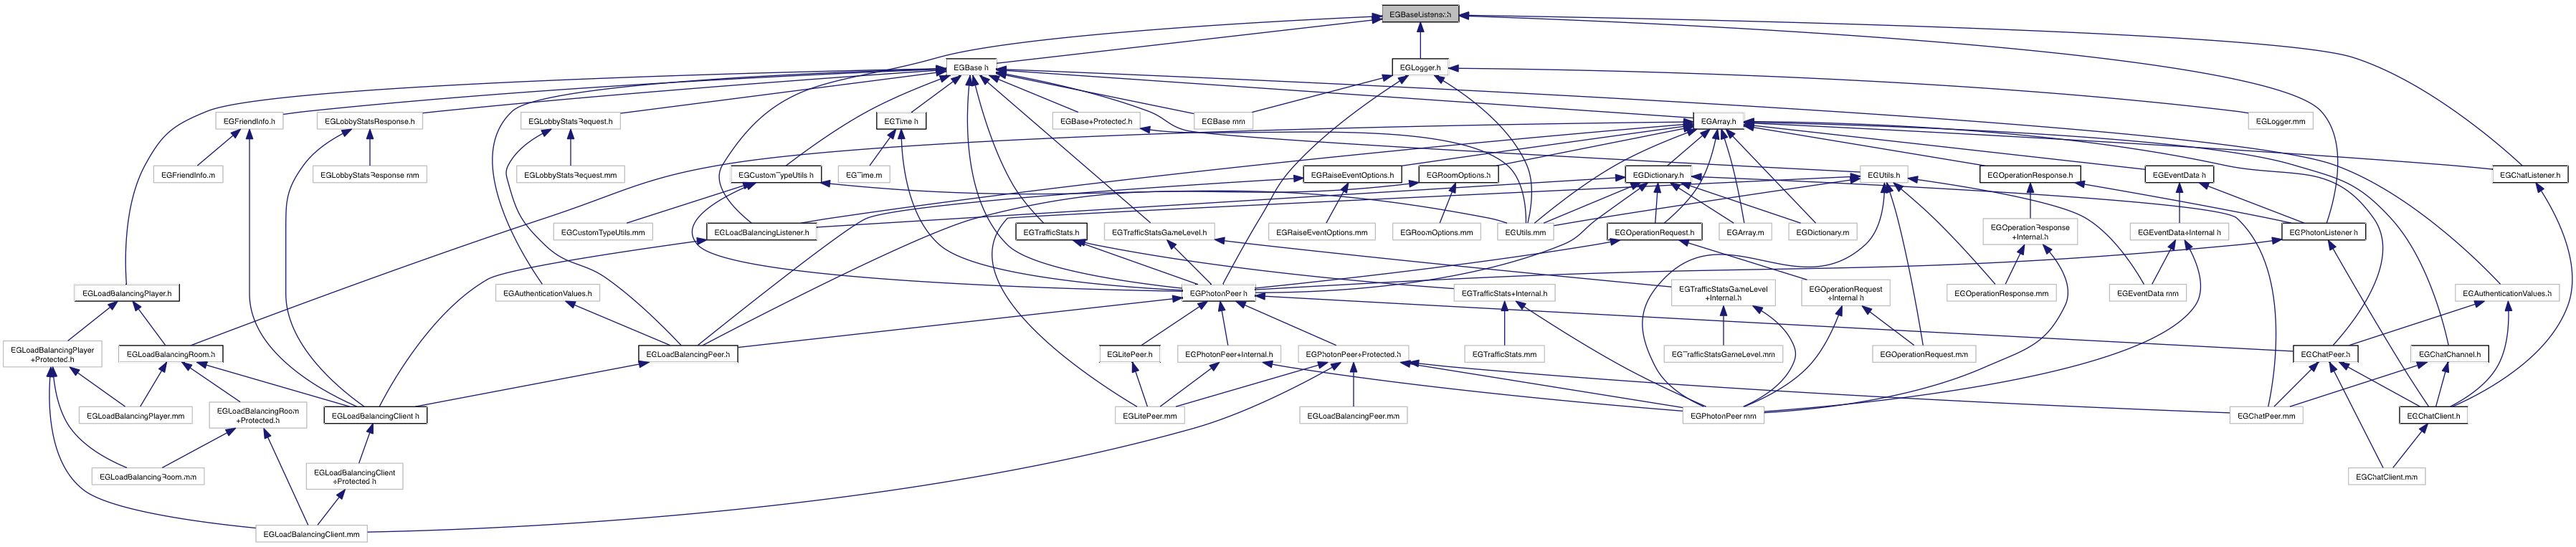 EGBaseListener.h
EGBase.h
EGLogger.h
EGFriendInfo.h
EGLobbyStatsResponse.h
EGLobbyStatsRequest.h
EGTime.h
EGBase+Protected.h
EGBase.mm
EGArray.h
EGLogger.mm
EGFriendInfo.m
EGLobbyStatsResponse.mm
EGLobbyStatsRequest.mm
EGCustomTypeUtils.h
EGTime.m
EGRaiseEventOptions.h
EGRoomOptions.h
EGDictionary.h
EGUtils.h
EGOperationResponse.h
EGEventData.h
EGChatListener.h
EGCustomTypeUtils.mm
EGLoadBalancingListener.h
EGTrafficStats.h
EGTrafficStatsGameLevel.h
EGRaiseEventOptions.mm
EGRoomOptions.mm
EGUtils.mm
EGOperationRequest.h
EGArray.m
EGDictionary.m
EGOperationResponse
+Internal.h
EGEventData+Internal.h
EGPhotonListener.h
EGLoadBalancingPlayer.h
EGAuthenticationValues.h
EGPhotonPeer.h
EGTrafficStats+Internal.h
EGTrafficStatsGameLevel
+Internal.h
EGOperationRequest
+Internal.h
EGOperationResponse.mm
EGEventData.mm
EGAuthenticationValues.h
EGLoadBalancingPlayer
+Protected.h
EGLoadBalancingRoom.h
EGLoadBalancingPeer.h
EGLitePeer.h
EGPhotonPeer+Internal.h
EGPhotonPeer+Protected.h
EGTrafficStats.mm
EGTrafficStatsGameLevel.mm
EGOperationRequest.mm
EGChatPeer.h
EGChatChannel.h
EGLoadBalancingPlayer.mm
EGLoadBalancingRoom
+Protected.h
EGLoadBalancingClient.h
EGLitePeer.mm
EGLoadBalancingPeer.mm
EGPhotonPeer.mm
EGChatPeer.mm
EGChatClient.h
EGLoadBalancingRoom.mm
EGLoadBalancingClient
+Protected.h
EGChatClient.mm
EGLoadBalancingClient.mm